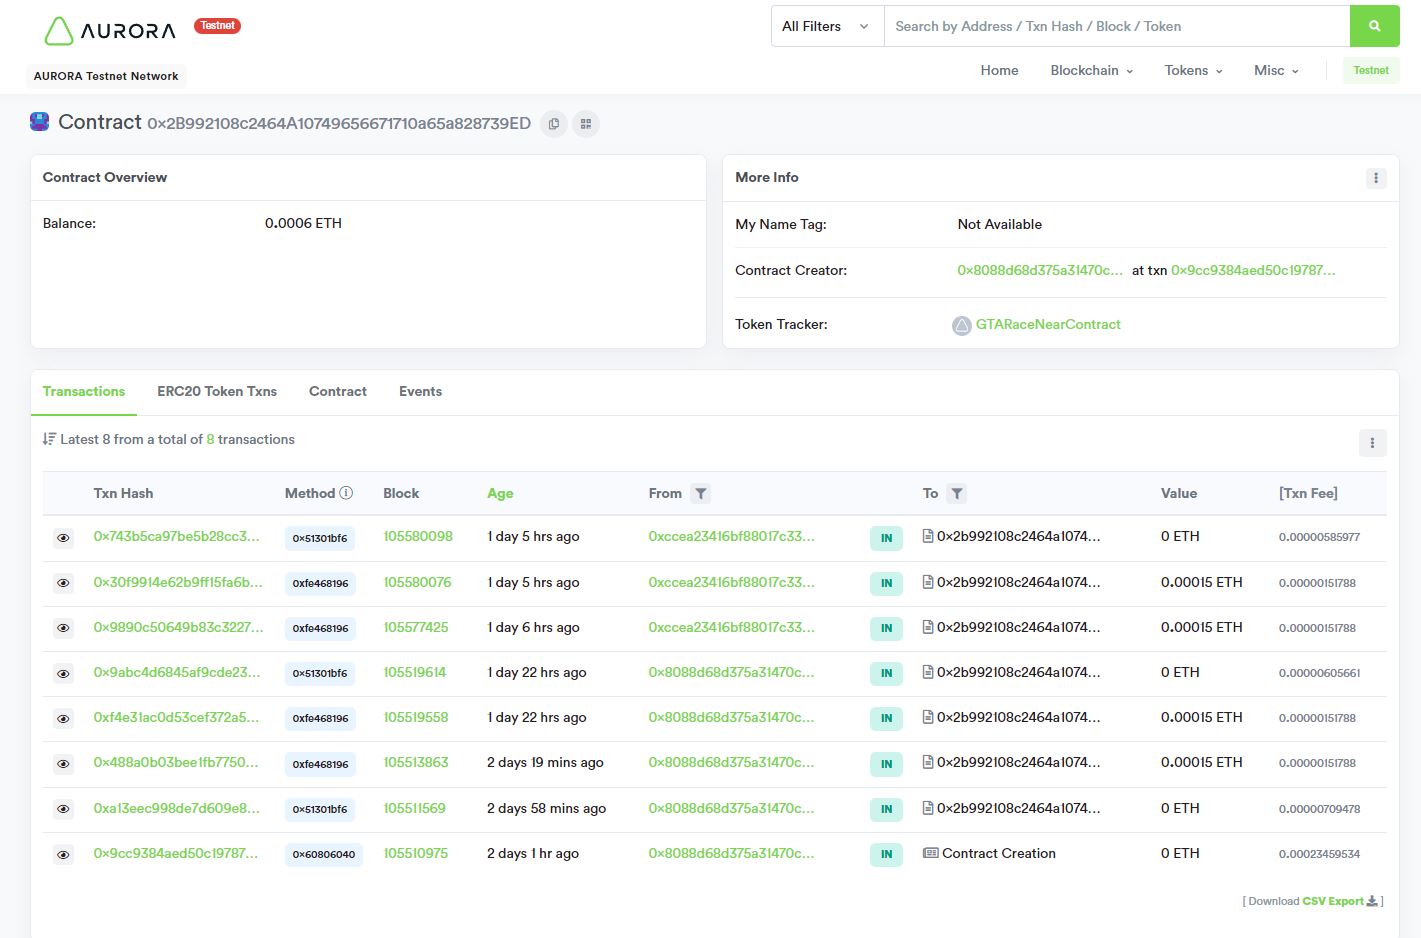 AURORA Testnet
All Filters Search by Address / Txn Hash / Block / Token
AURORA Testnet Network
Home Blockchain Tokens Misc Testnet
Contract 0x2B992108c2464A10749656671710a65a828739ED
Contract Overview
Balance: 0.0006 ETH
More Info
My Name Tag: Not Available
Contract Creator: 0x8088d68d375a31470c... at txn 0x9cc9384aed50c19787...
Token Tracker: GTARaceNearContract
Transactions ERC20 Token Txns Contract Events
Latest 8 from a total of 8 transactions
Txn Hash Method Block Age From To Value [Txn Fee]
0x743b5ca97be5b28cc3... 0x51301bf6 105580098 1 day 5 hrs ago 0xccea23416bf88017c33... IN 0x2b992108c2464a1074... 0 ETH 0.00000585977
0x30f9914e62b9ff15fa6b... 0xfe468196 105580076 1 day 5 hrs ago 0xccea23416bf88017c33... IN 0x2b992108c2464a1074... 0.00015 ETH 0.00000151788
0x9890c50649b83c3227... 0xfe468196 105577425 1 day 6 hrs ago 0xccea23416bf88017c33... IN 0x2b992108c2464a1074... 0.00015 ETH 0.00000151788
0x9abc4d6845af9cde23... 0x51301bf6 105519614 1 day 22 hrs ago 0x8088d68d375a31470c... IN 0x2b992108c2464a1074... 0 ETH 0.00000605661
0xf4e31ac0d53cef372a5... 0xfe468196 105519558 1 day 22 hrs ago 0x8088d68d375a31470c... IN 0x2b992108c2464a1074... 0.00015 ETH 0.00000151788
0x488a0b03bee1fb7750... 0xfe468196 105513863 2 days 19 mins ago 0x8088d68d375a31470c... IN 0x2b992108c2464a1074... 0.00015 ETH 0.00000151788
0xa13eec998de7d609e8... 0x51301bf6 105511569 2 days 58 mins ago 0x8088d68d375a31470c... IN 0x2b992108c2464a1074... 0 ETH 0.00000709478
0x9cc9384aed50c19787... 0x60806040 105510975 2 days 1 hr ago 0x8088d68d375a31470c... IN Contract Creation 0 ETH 0.00023459534
[ Download CSV Export ]